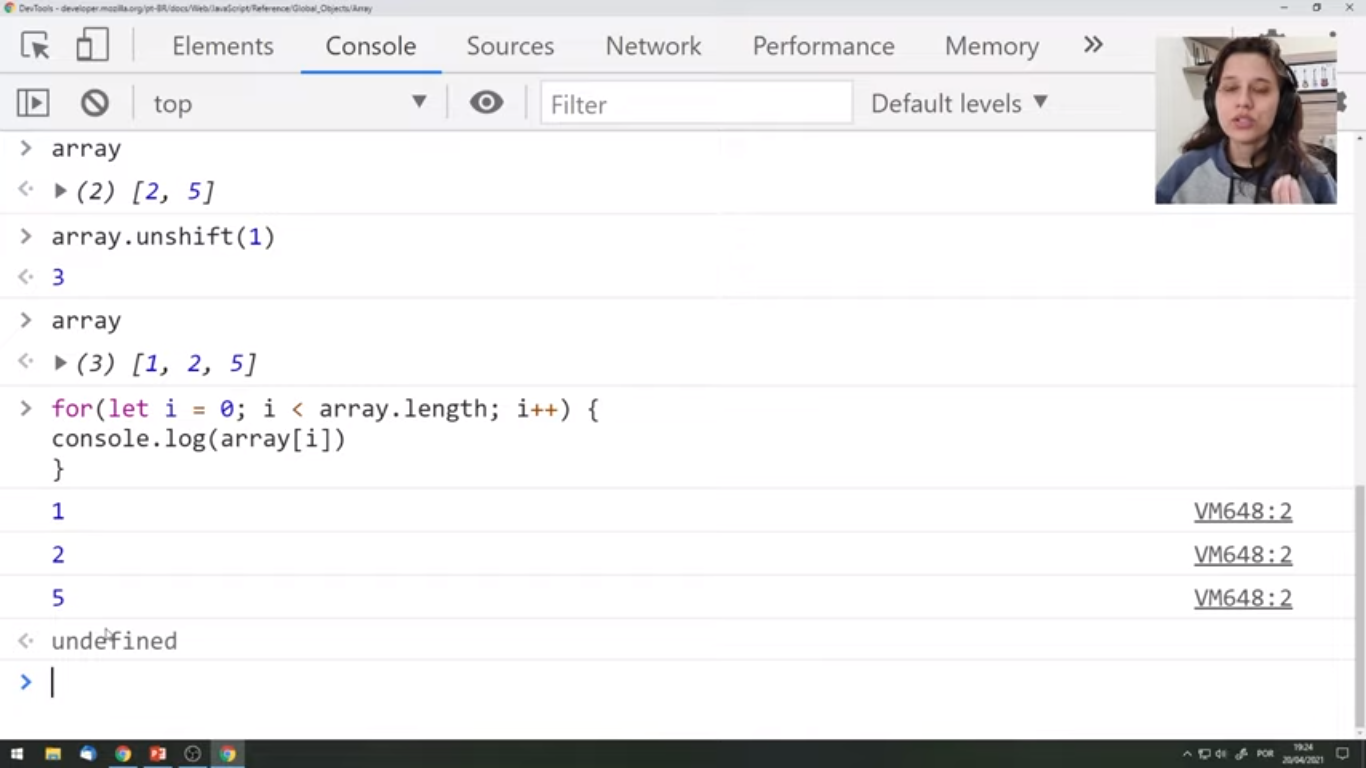 DevTools - developer.mozilla.org/pt-BR/docs/Web/JavaScript/Reference/Global_Objects/Array
Elements Console Sources Network Performance Memory »
top Filter Default levels
> array
(2) [2, 5]
> array.unshift(1)
3
> array
(3) [1, 2, 5]
> for(let i = 0; i < array.length; i++) {
console.log(array[i])
}
1 VM648:2
2 VM648:2
5 VM648:2
undefined
>
POR 19:24
20/04/2021